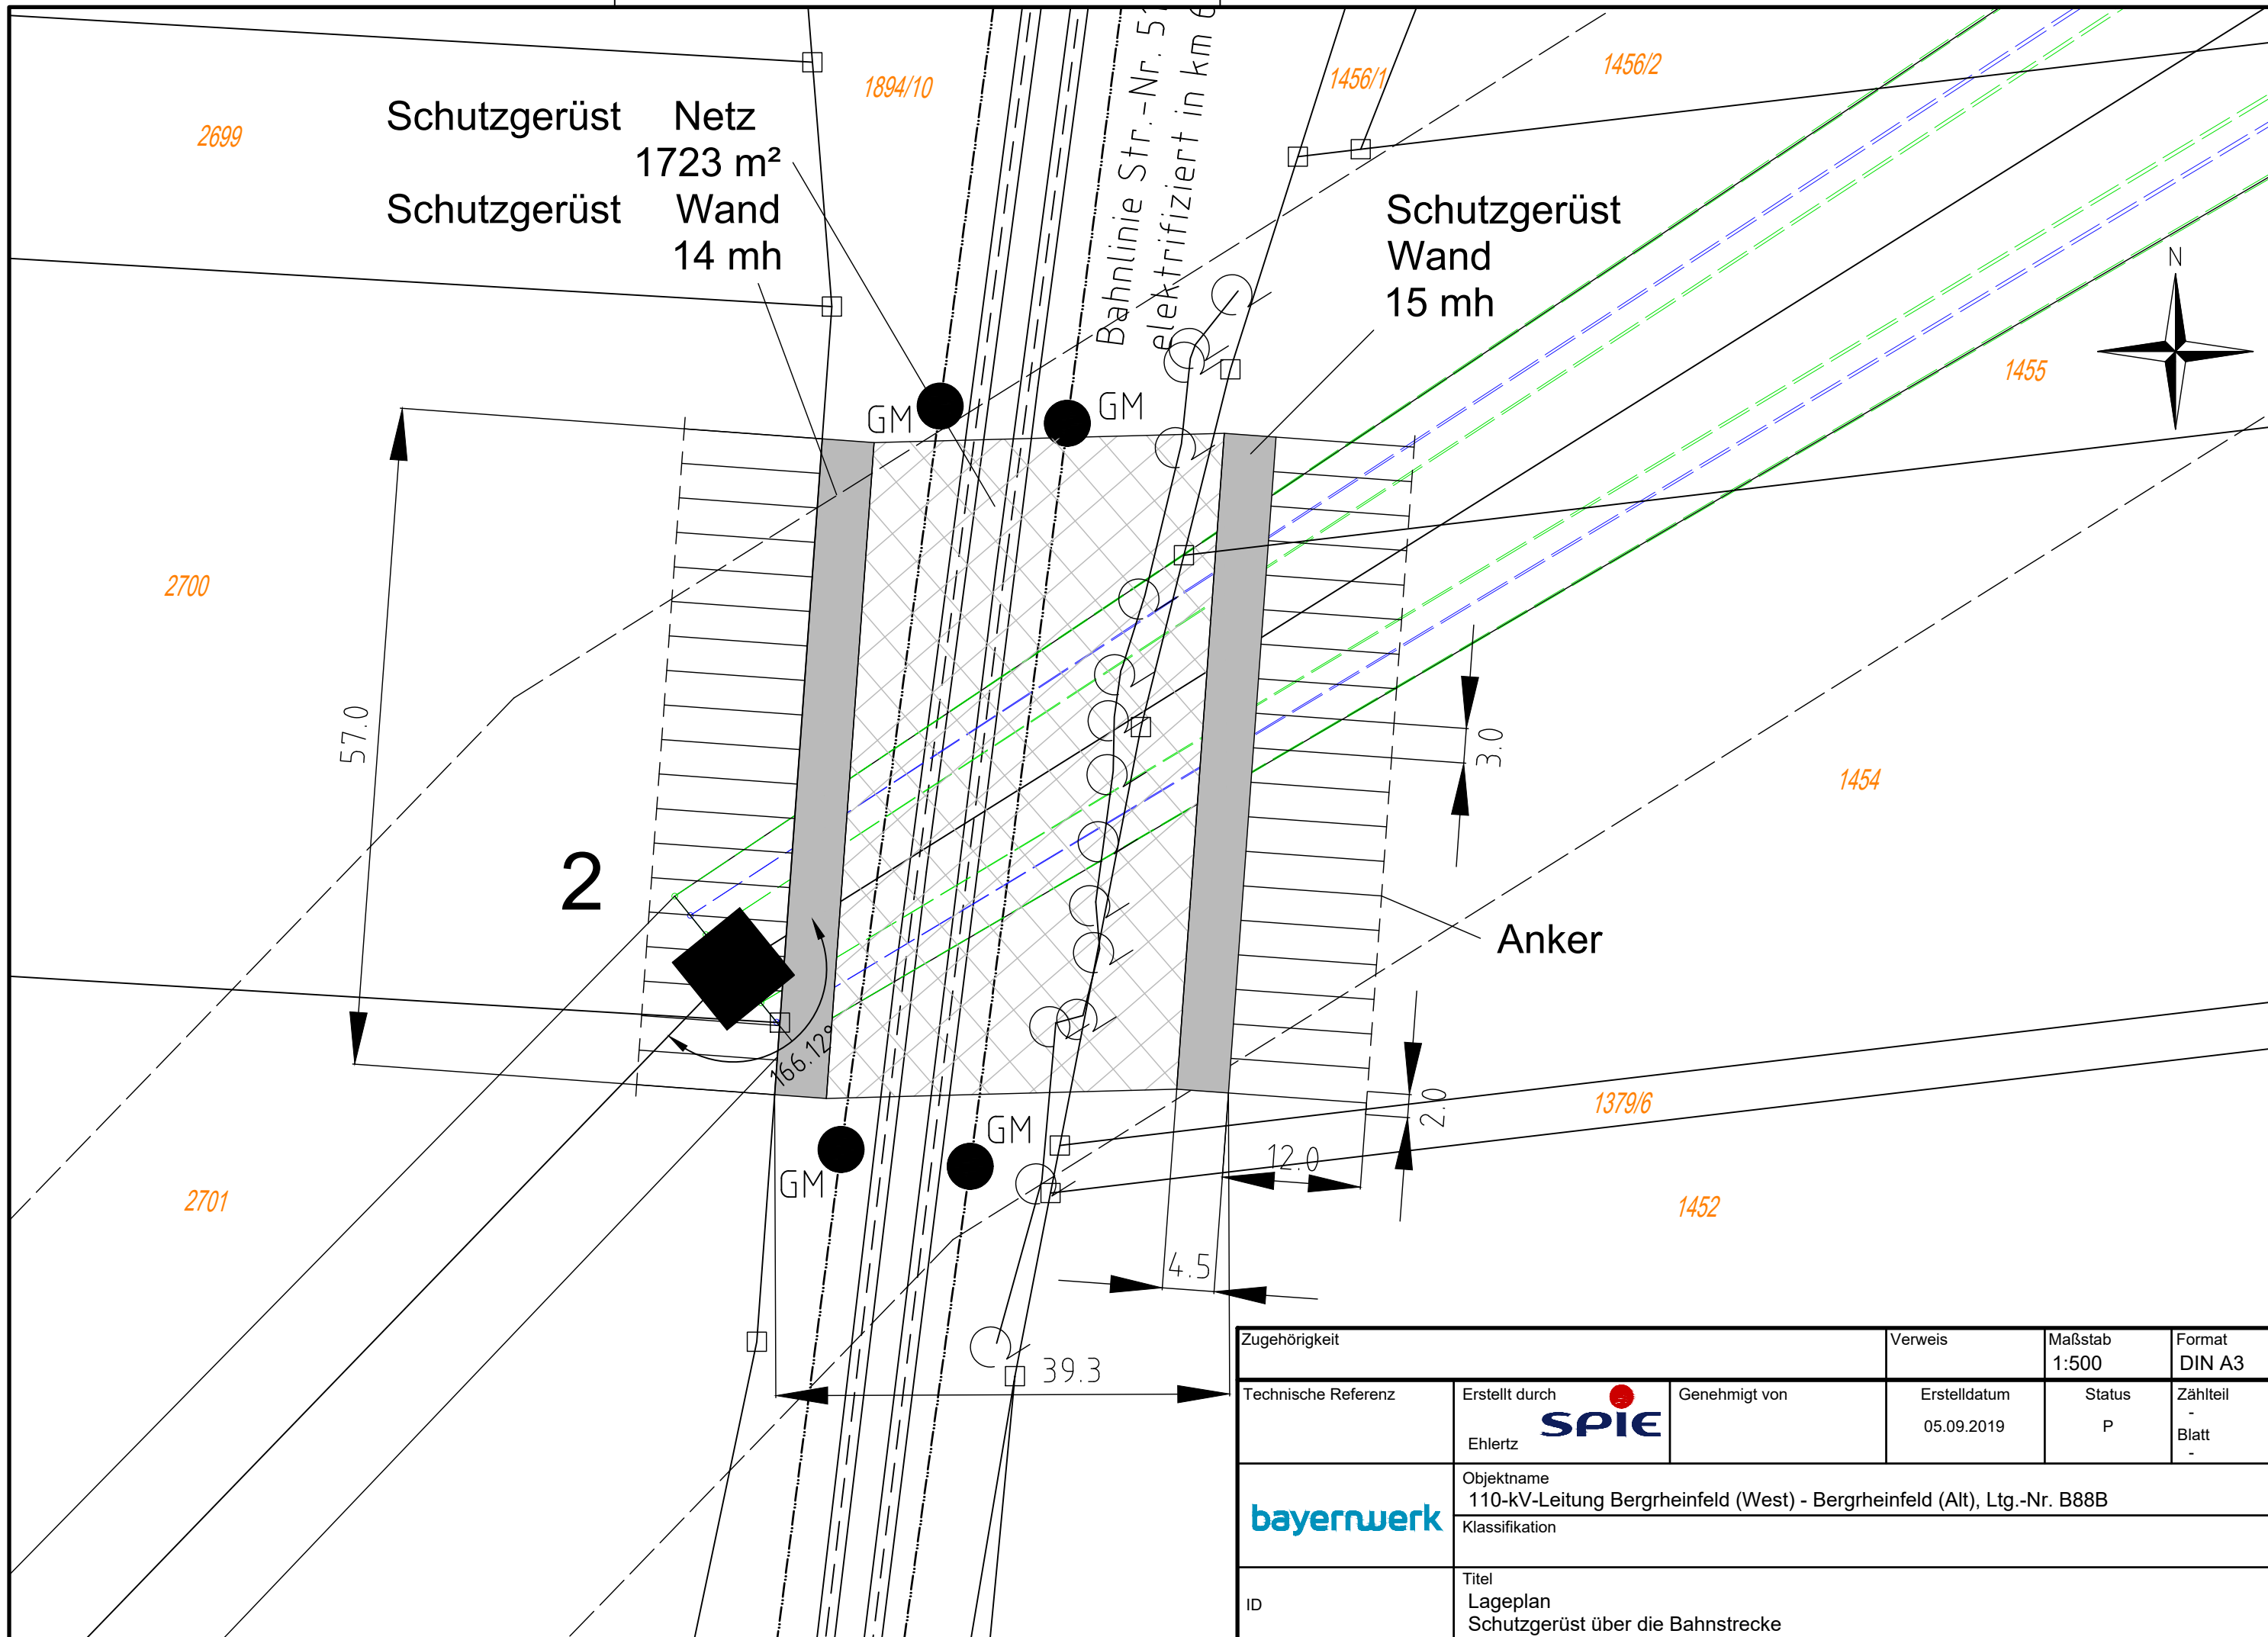 2699
Schutzgerüst Netz
1723 m²
Schutzgerüst Wand
14 mh
1894/10
Bahnlinie Str.-Nr.
elektrifiziert in km
1456/1
1456/2
Schutzgerüst
Wand
15 mh
N
1455
GM
GM
2700
57.0
3.0
1454
2
Anker
166.12°
2.0
1379/6
GM
GM
12.0
2701
1452
4.5
39.3
Zugehörigkeit
Verweis
Maßstab
1:500
Format
DIN A3
Technische Referenz
Erstellt durch
SPIE
Ehlertz
Genehmigt von
Erstelldatum
05.09.2019
Status
P
Zählteil
-
Blatt
-
bayernwerk
Objektname
110-kV-Leitung Bergrheinfeld (West) - Bergrheinfeld (Alt), Ltg.-Nr. B88B
Klassifikation
ID
Titel
Lageplan
Schutzgerüst über die Bahnstrecke